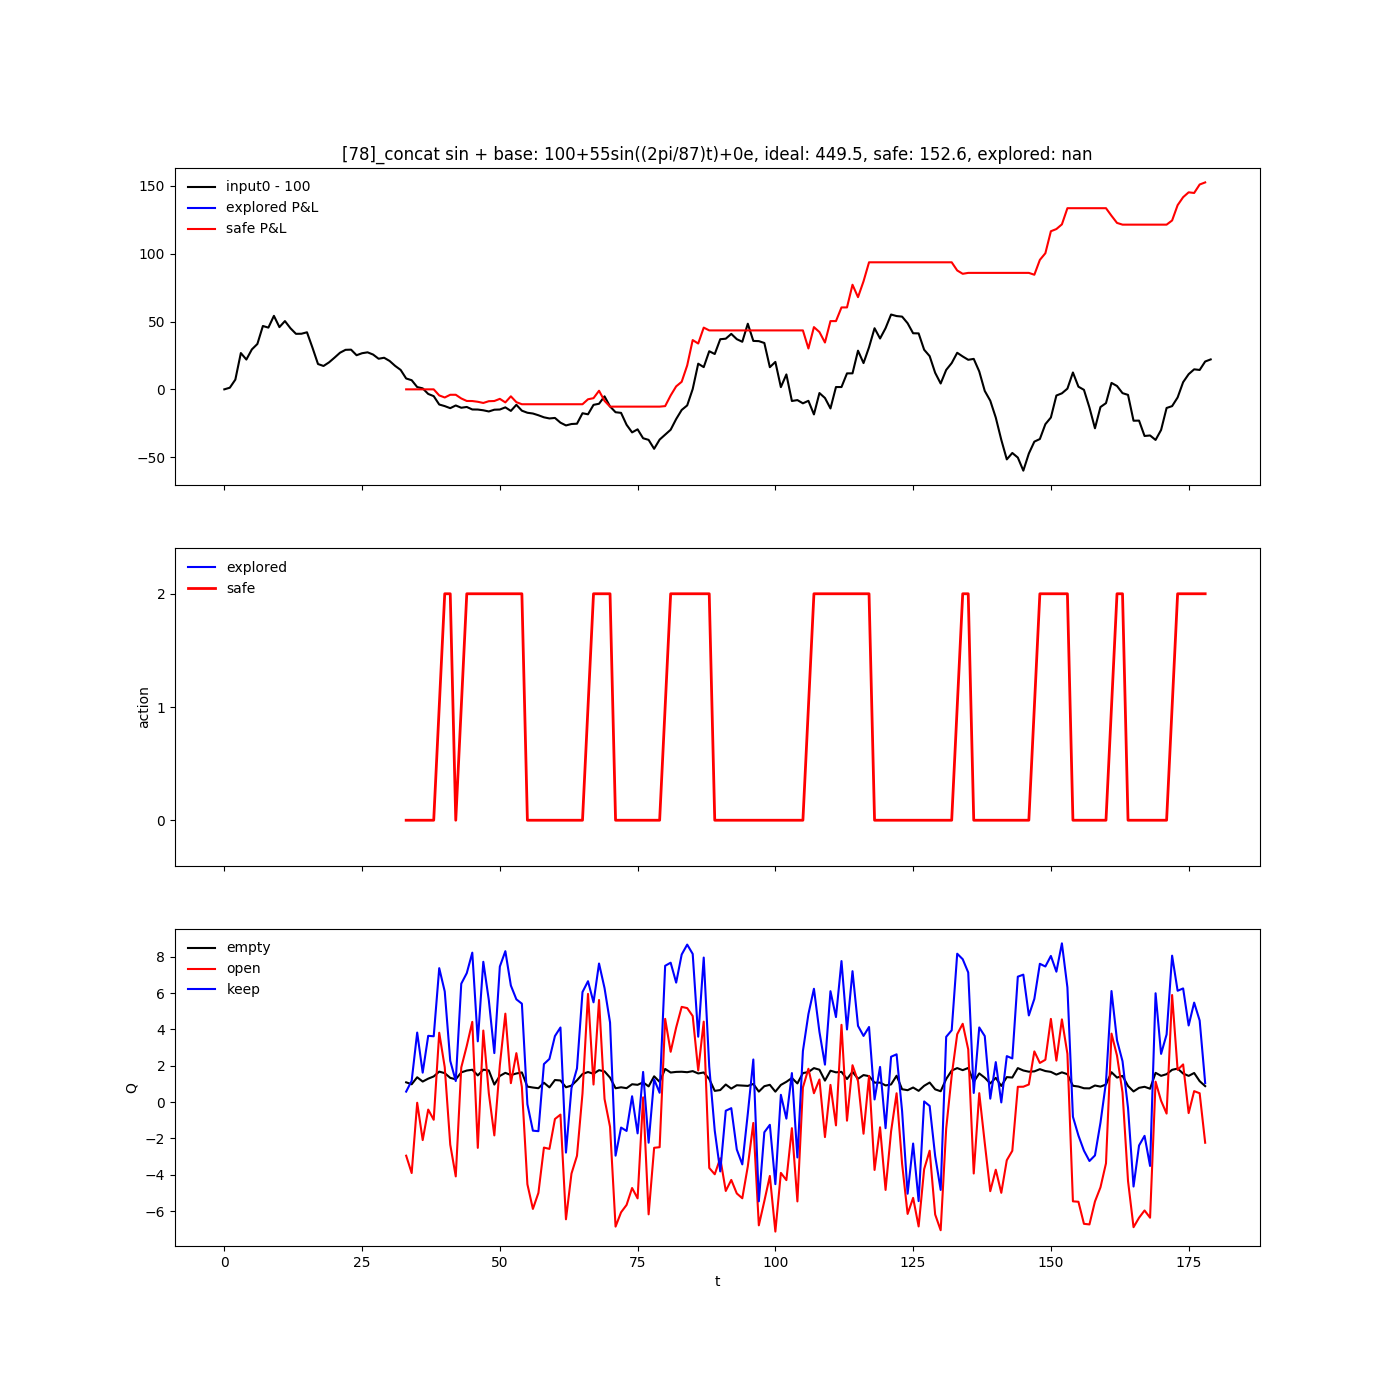 [78]_concat sin + base: 100+55sin((2pi/87)t)+0e, ideal: 449.5, safe: 152.6, explored: nan
150
100
50
0
−50
input0 - 100
explored P&L
safe P&L
action
2
1
0
explored
safe
Q
8
6
4
2
0
−2
−4
−6
empty
open
keep
0 25 50 75 100 125 150 175
t